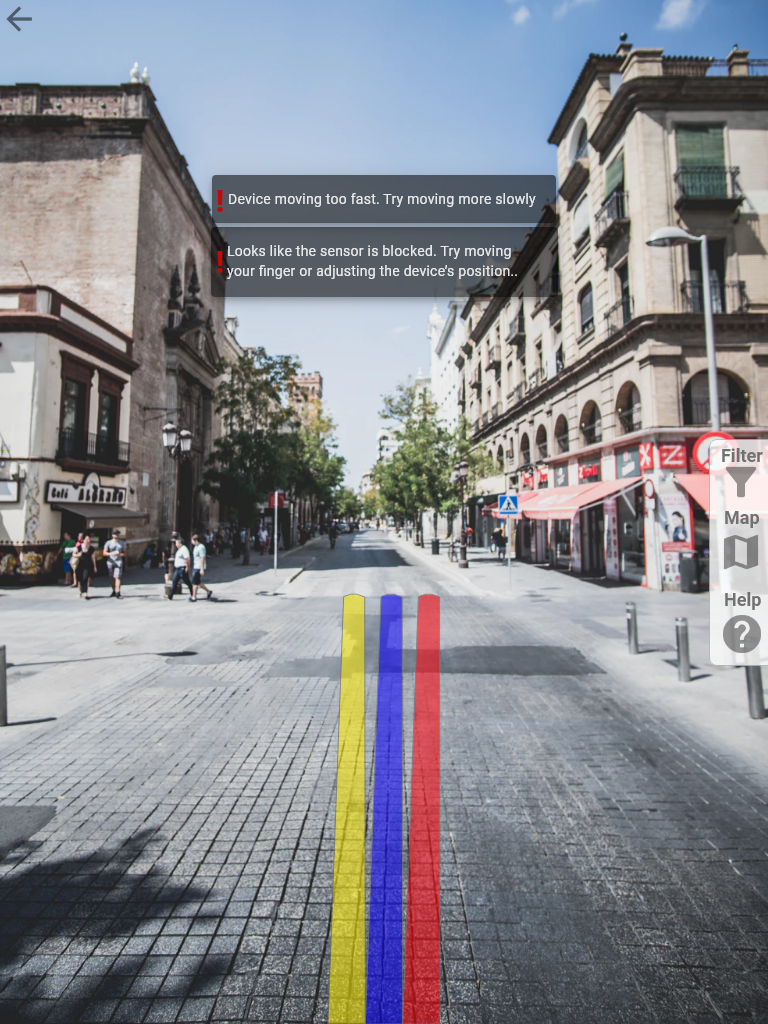 Device moving too fast. Try moving more slowly
Looks like the sensor is blocked. Try moving
your finger or adjusting the device's position..
Filter
Map
Help
Café